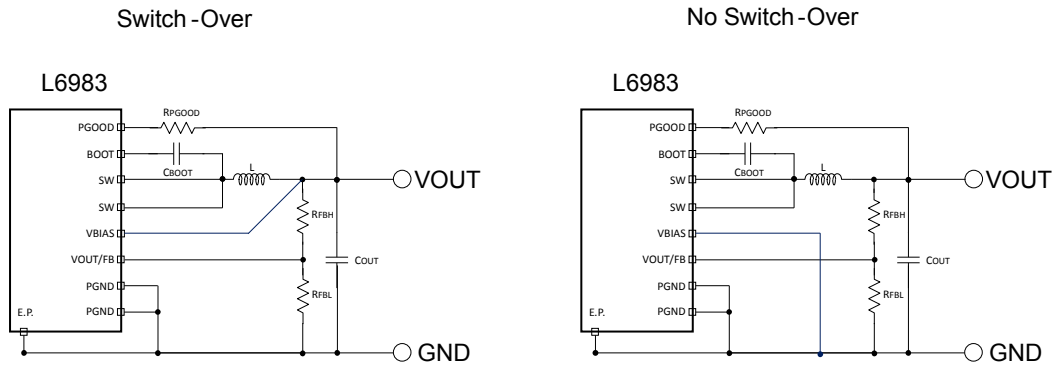 Switch-Over
No Switch-Over
L6983
RPGOOD
PGOOD
BOOT
CBOOT
L
SW
VOUT
SW
RFBH
VBIAS
VOUT/FB
COUT
PGND
RFBL
E.P.
PGND
GND
L6983
RPGOOD
PGOOD
BOOT
CBOOT
L
SW
VOUT
SW
RFBH
VBIAS
VOUT/FB
COUT
PGND
RFBL
E.P.
PGND
GND